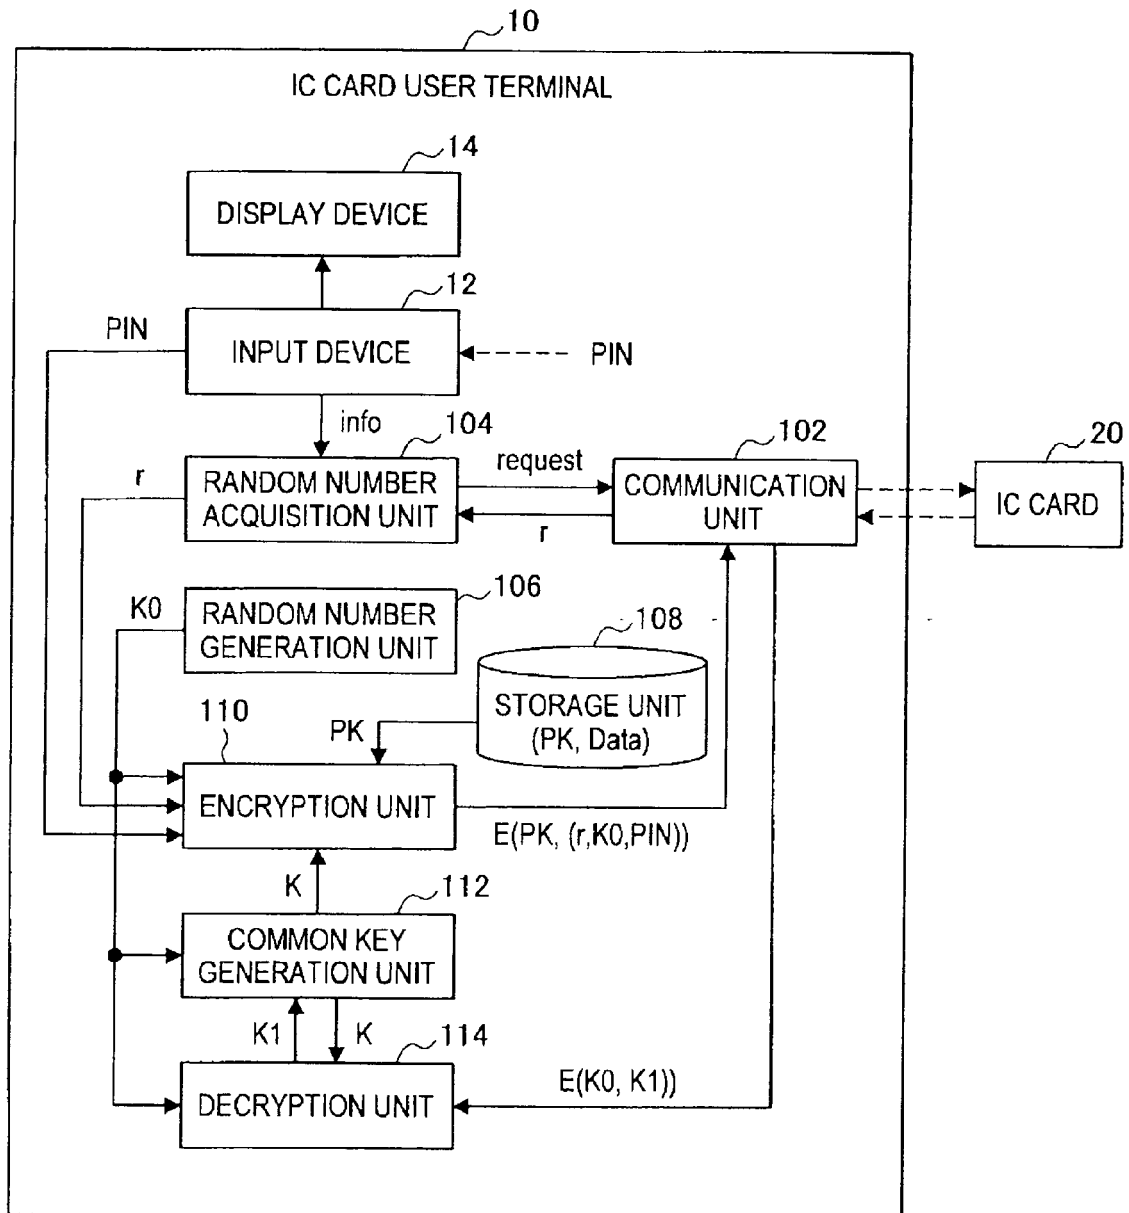 10
IC CARD USER TERMINAL
14
DISPLAY DEVICE
12
PIN
INPUT DEVICE
PIN
info
104
102
20
r
RANDOM NUMBER
ACQUISITION UNIT
request
r
COMMUNICATION
UNIT
IC CARD
K0
106
RANDOM NUMBER
GENERATION UNIT
108
STORAGE UNIT
(PK, Data)
110
PK
ENCRYPTION UNIT
E(PK, (r,K0,PIN))
K
112
COMMON KEY
GENERATION UNIT
K1
K
114
DECRYPTION UNIT
E(K0, K1))